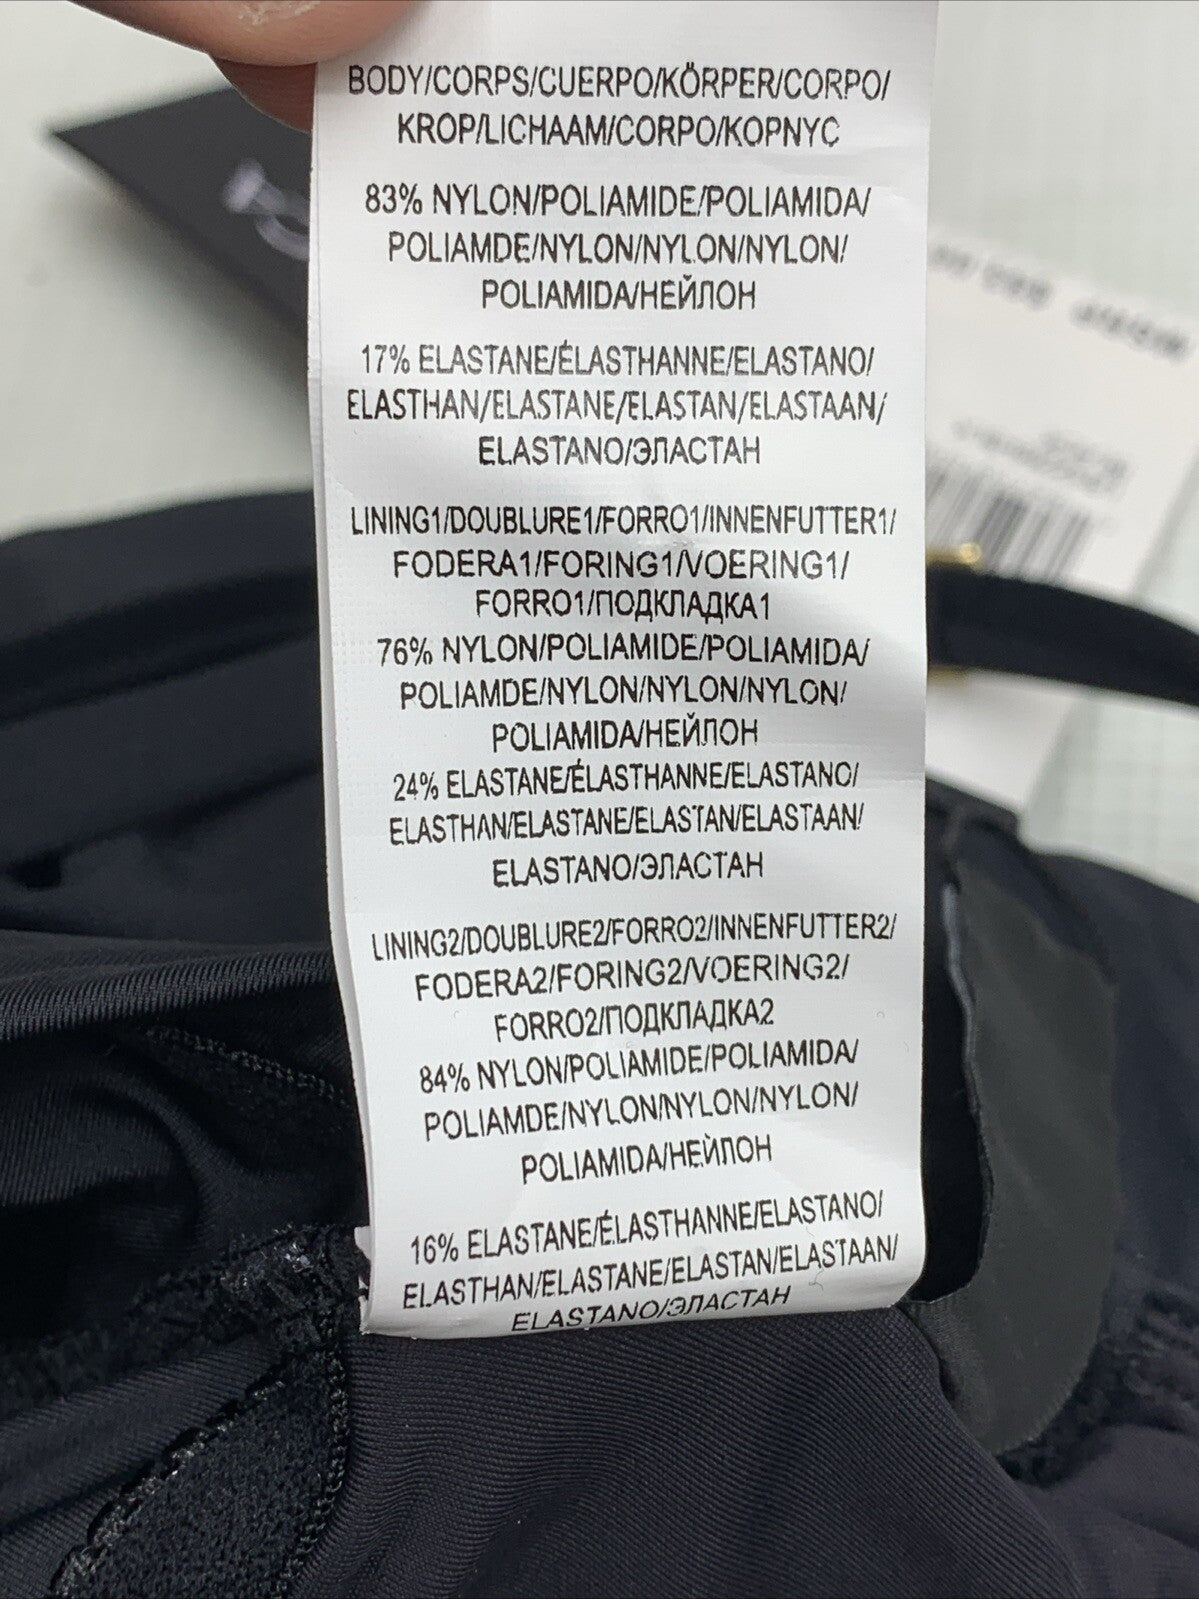 BODY/CORPS/CUERPO/KÖRPER/CORPO/
KROP/LICHAAM/CORPO/KOPNYC
83% NYLON/POLIAMIDE/POLIAMIDA/
POLIAMDE/NYLON/NYLON/NYLON/
POLIAMIDA/НЕЙЛОН
17% ELASTANE/ÉLASTHANNE/ELASTANO/
ELASTHAN/ELASTANE/ELASTAN/ELASTAAN/
ELASTANO/ЭЛАСТАН
LINING1/DOUBLURE1/FORRO1/INNENFUTTER1/
FODERA1/FORING1/VOERING1/
FORRO1/ПОДКЛАДКА1
76% NYLON/POLIAMIDE/POLIAMIDA/
POLIAMDE/NYLON/NYLON/NYLON/
POLIAMIDA/НЕЙЛОН
24% ELASTANE/ÉLASTHANNE/ELASTANO/
ELASTHAN/ELASTANE/ELASTAN/ELASTAAN/
ELASTANO/ЭЛАСТАН
LINING2/DOUBLURE2/FORRO2/INNENFUTTER2/
FODERA2/FORING2/VOERING2/
FORRO2/ПОДКЛАДКА2
84% NYLON/POLIAMIDE/POLIAMIDA/
POLIAMDE/NYLON/NYLON/NYLON/
POLIAMIDA/НЕЙЛОН
16% ELASTANE/ÉLASTHANNE/ELASTANO/
ELASTHAN/ELASTANE/ELASTAN/ELASTAAN/
ELASTANO/ЭЛАСТАН